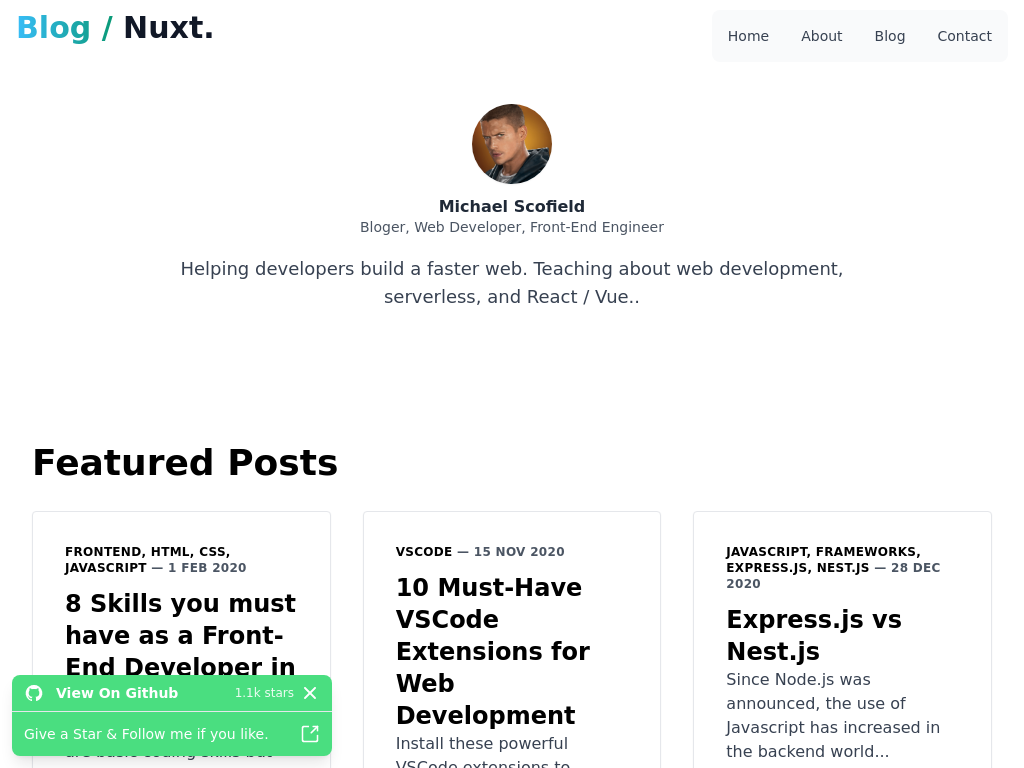 Blog / Nuxt.
Home About Blog Contact
Michael Scofield
Bloger, Web Developer, Front-End Engineer
Helping developers build a faster web. Teaching about web development,
serverless, and React / Vue..
Featured Posts
FRONTEND, HTML, CSS,
JAVASCRIPT — 1 FEB 2020
8 Skills you must
have as a Front-
End Developer in
VSCODE — 15 NOV 2020
10 Must-Have
VSCode
Extensions for
Web
Development
Install these powerful
VSCode extensions to
JAVASCRIPT, FRAMEWORKS,
EXPRESS.JS, NEST.JS — 28 DEC
2020
Express.js vs
Nest.js
Since Node.js was
announced, the use of
Javascript has increased in
the backend world...
View On Github 1.1k stars
Give a Star & Follow me if you like.